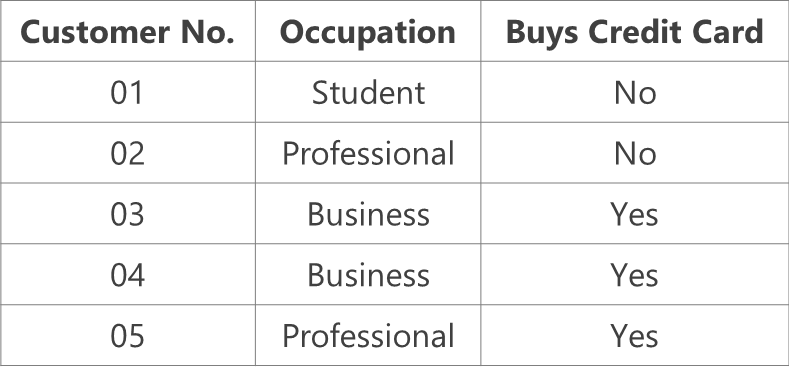 Customer No. Occupation Buys Credit Card
01 Student No
02 Professional No
03 Business Yes
04 Business Yes
05 Professional Yes